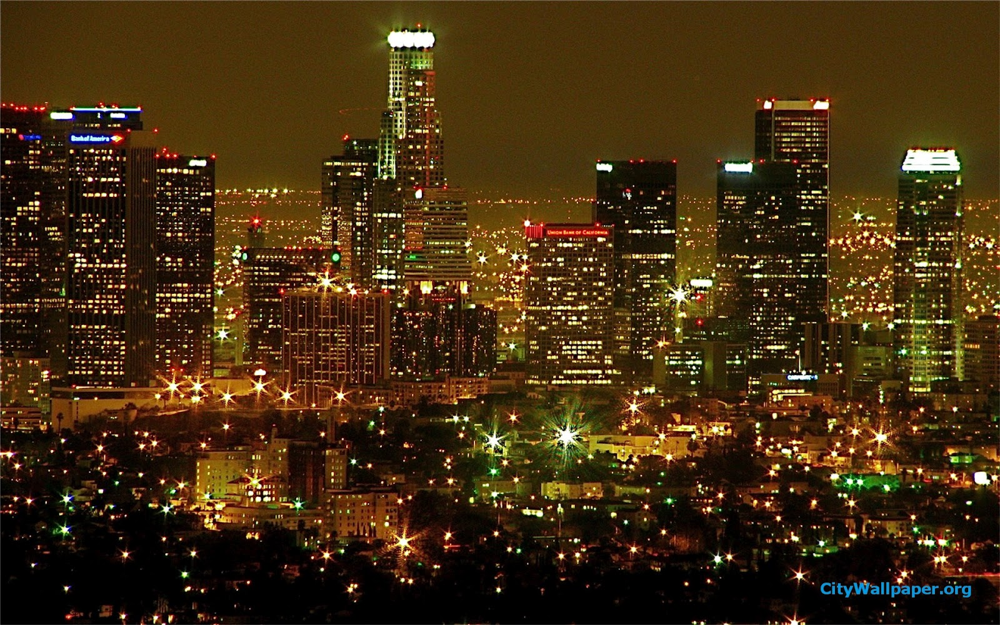 Bank of America
Union Bank of California
CityWallpaper.org